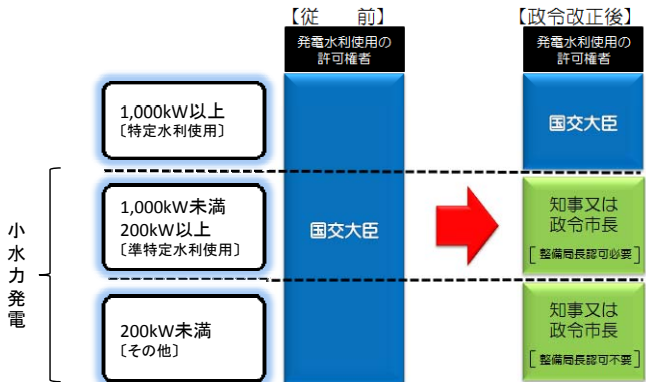 【従　前】
【政令改正後】
発電水利使用の
許可権者
発電水利使用の
許可権者
1,000kW以上
〔特定水利使用〕
国交大臣
小水力発電
1,000kW未満
200kW以上
〔準特定水利使用〕
国交大臣
知事又は
政令市長
[整備局長認可必要]
200kW未満
〔その他〕
知事又は
政令市長
[整備局長認可不要]